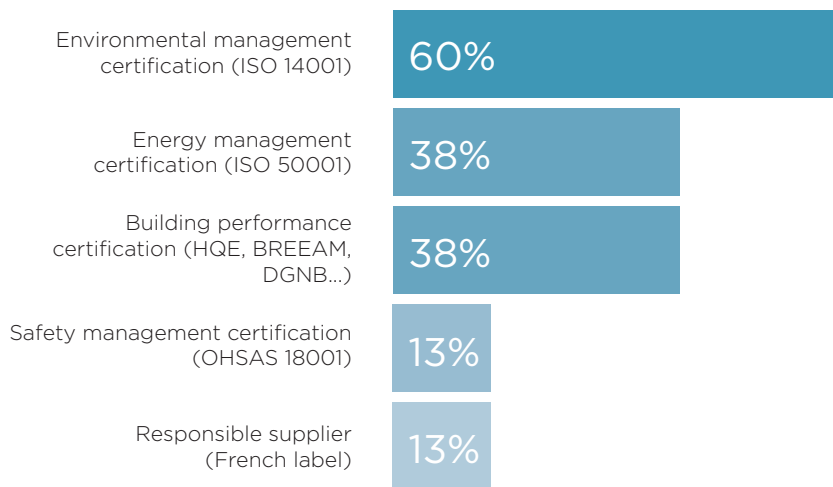 Environmental management
certification (ISO 14001)
60%
Energy management
certification (ISO 50001)
38%
Building performance
certification (HQE, BREEAM,
DGNB...)
38%
Safety management certification
(OHSAS 18001)
13%
Responsible supplier
(French label)
13%